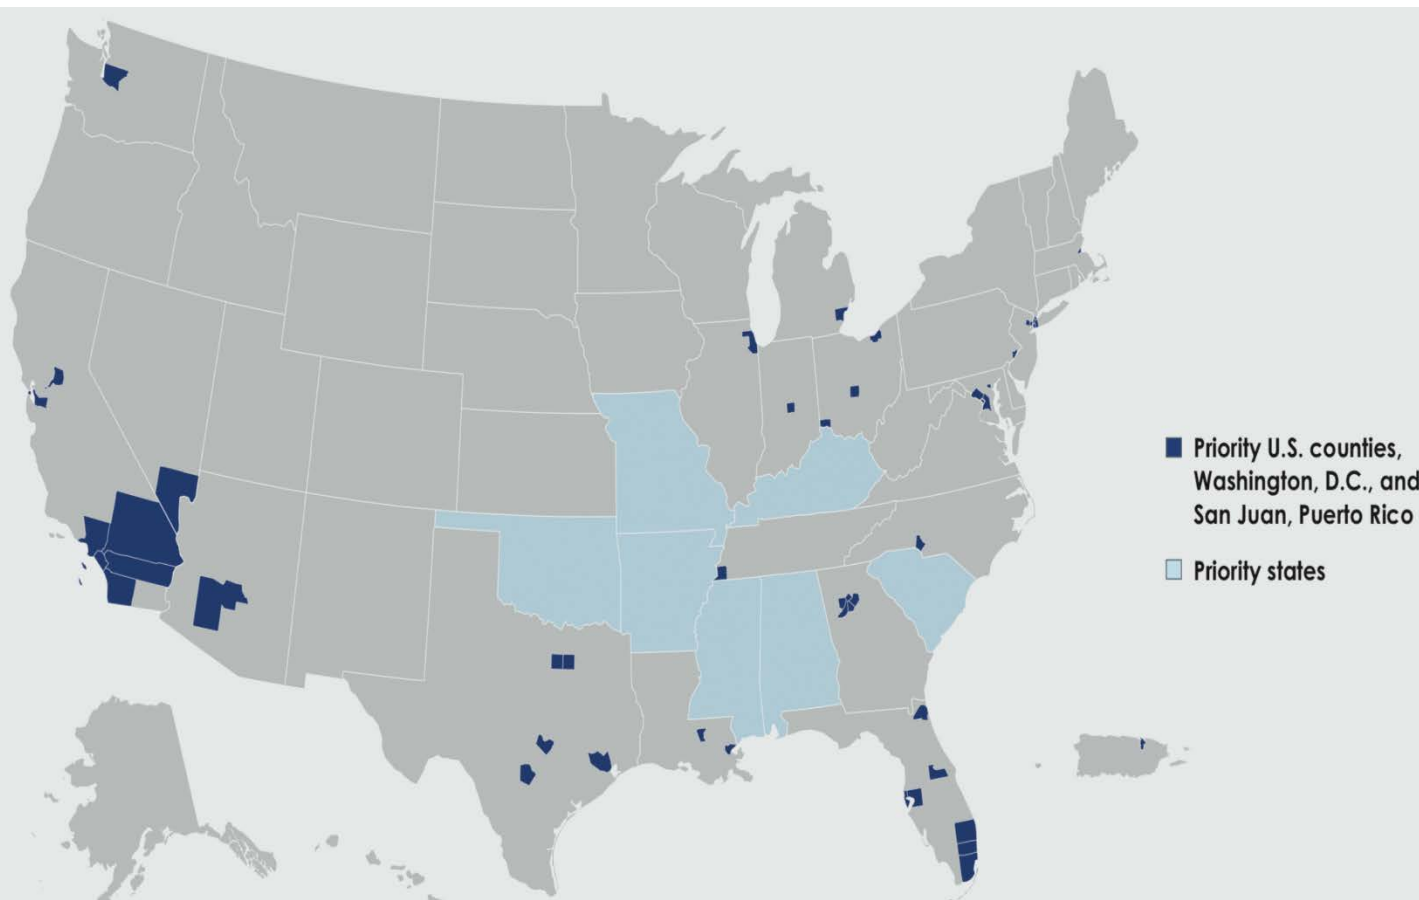 Priority U.S. counties,
Washington, D.C., and
San Juan, Puerto Rico
Priority states